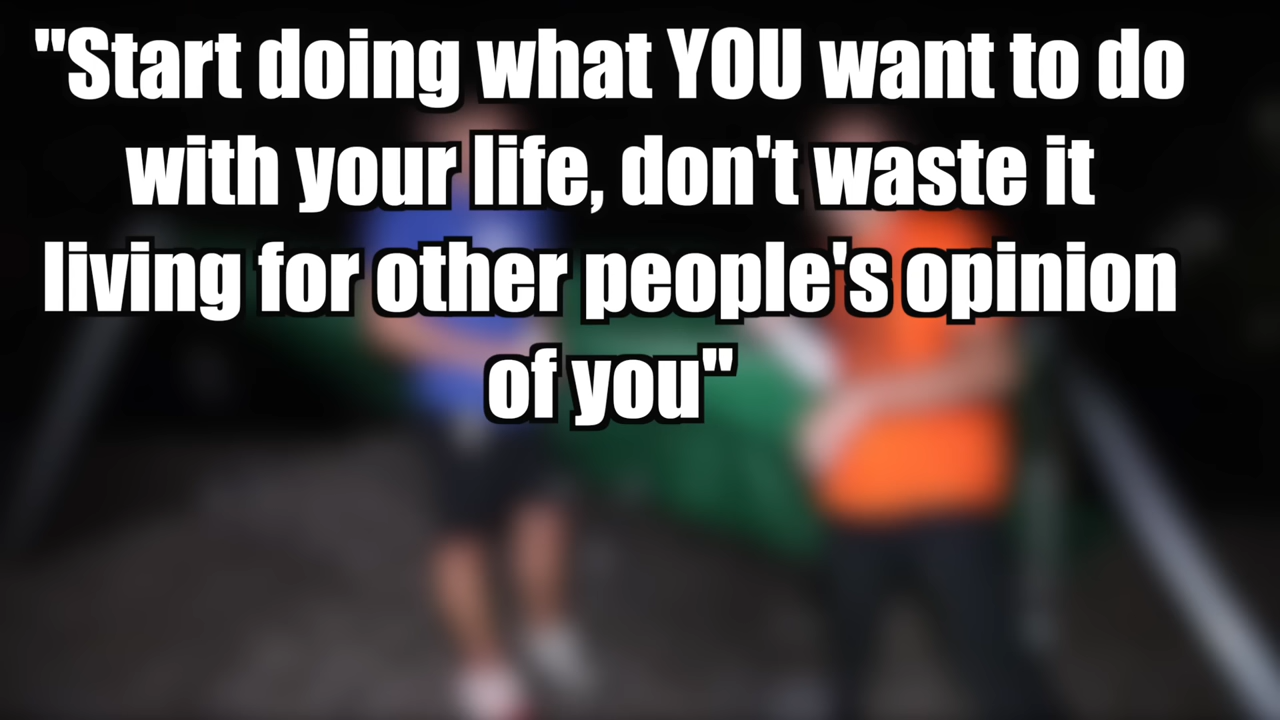 "Start doing what YOU want to do
with your life, don't waste it
living for other people's opinion
of you"